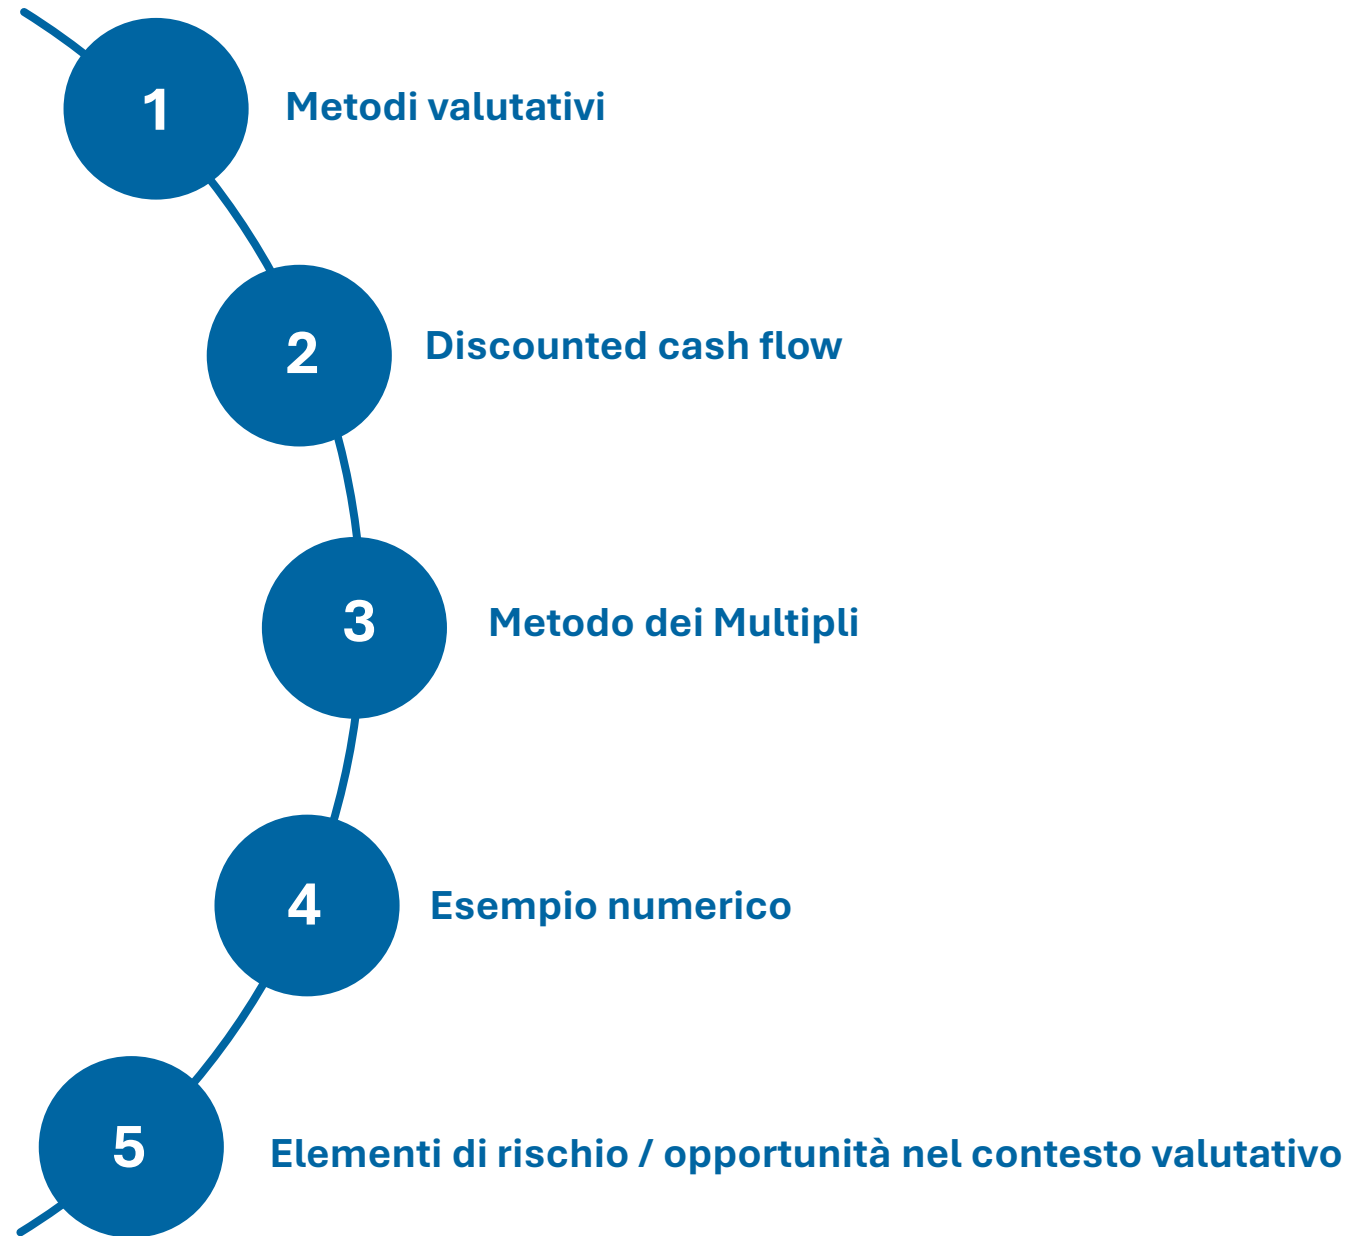 1
Metodi valutativi
2
Discounted cash flow
3
Metodo dei Multipli
4
Esempio numerico
5
Elementi di rischio / opportunità nel contesto valutativo